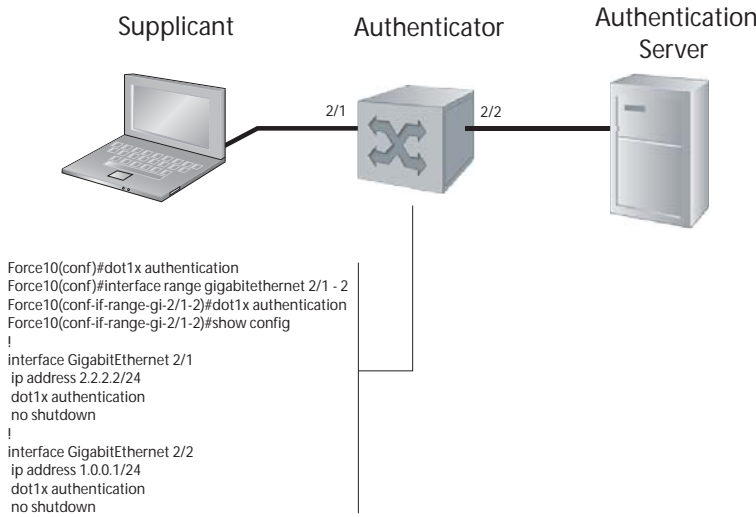 Supplicant
Authenticator
Authentication
Server
2/1
2/2
Force10(conf)#dot1x authentication
Force10(conf)#interface range gigabitethernet 2/1 - 2
Force10(conf-if-range-gi-2/1-2)#dot1x authentication
Force10(conf-if-range-gi-2/1-2)#show config
!
interface GigabitEthernet 2/1
 ip address 2.2.2.2/24
 dot1x authentication
 no shutdown
!
interface GigabitEthernet 2/2
 ip address 1.0.0.1/24
 dot1x authentication
 no shutdown